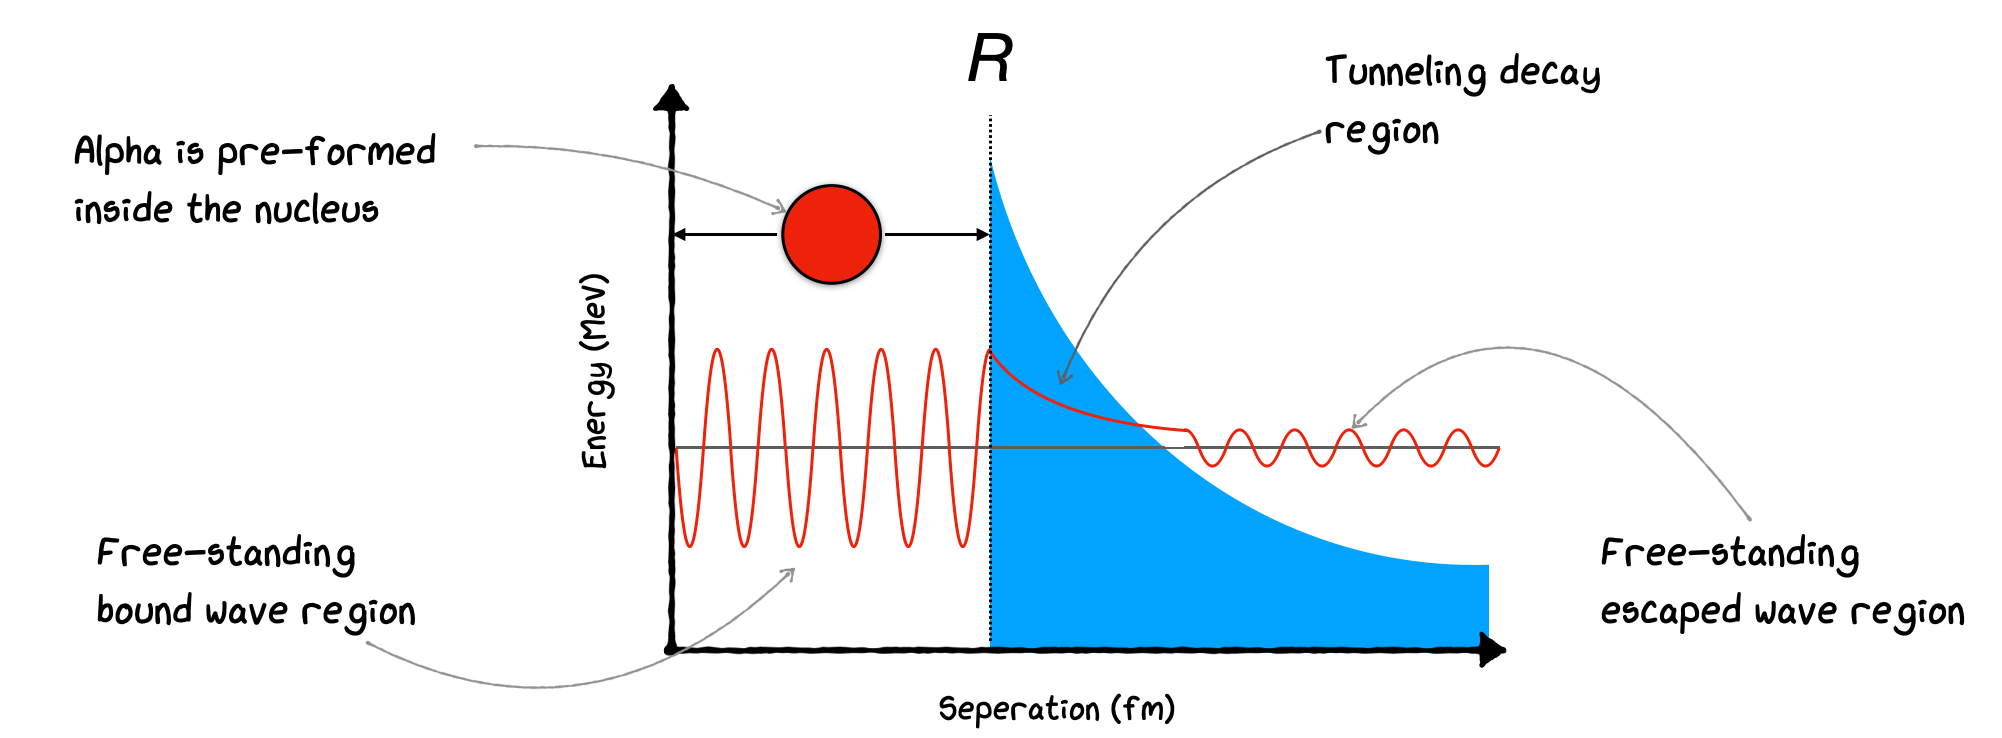 R
Tunneling decay
region
Alpha is pre-formed
inside the nucleus
Energy (MeV)
Free-standing
bound wave region
Free-standing
escaped wave region
Seperation (fm)